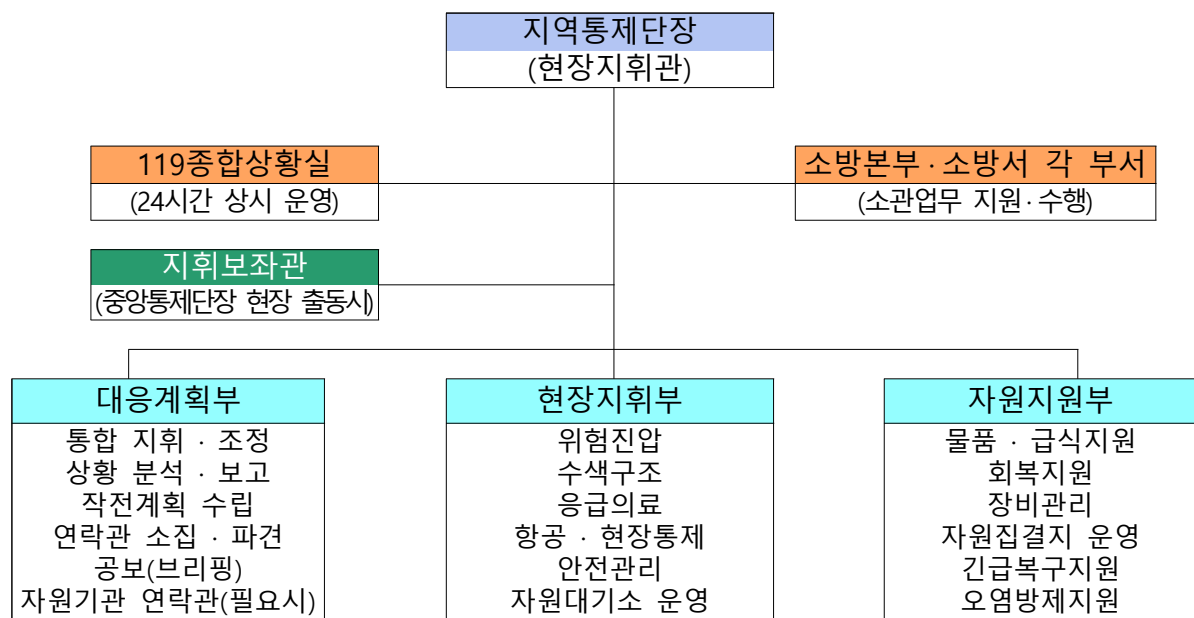 지역통제단장
(현장지휘관)
119종합상황실
(24시간 상시 운영)
소방본부·소방서 각 부서
(소관업무 지원·수행)
지휘보좌관
(중앙통제단장 현장 출동시)
대응계획부
통합 지휘 · 조정
상황 분석 · 보고
작전계획 수립
연락관 소집 · 파견
공보(브리핑)
자원기관 연락관(필요시)
현장지휘부
위험진압
수색구조
응급의료
항공 · 현장통제
안전관리
자원대기소 운영
자원지원부
물품 · 급식지원
회복지원
장비관리
자원집결지 운영
긴급복구지원
오염방제지원